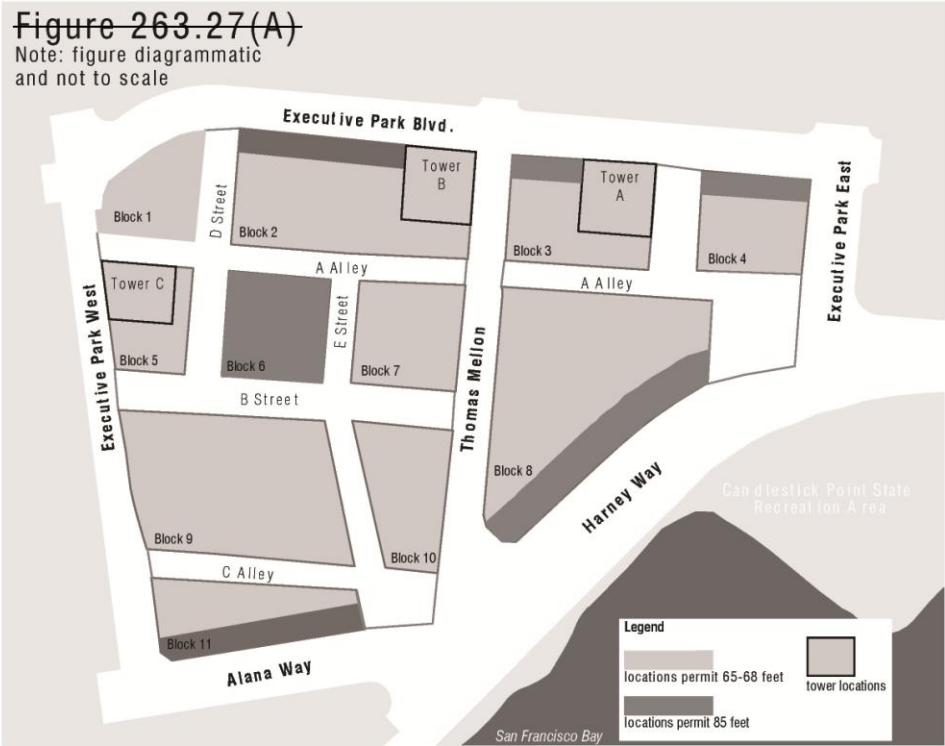 Figure 263.27(A)
Note: figure diagrammatic
and not to scale
Executive Park Blvd.
Tower
B
Tower
A
Executive Park East
Block 1
D Street
Block 2
Block 3
Block 4
A Alley
A Alley
Tower C
Executive Park West
E Street
Thomas Mellon
Block 5
Block 6
Block 7
B Street
Block 8
Harney Way
Candlestick Point State
Recreation Area
Block 9
Block 10
C Alley
Block 11
Alana Way
Legend
locations permit 65-68 feet
tower locations
locations permit 85 feet
San Francisco Bay